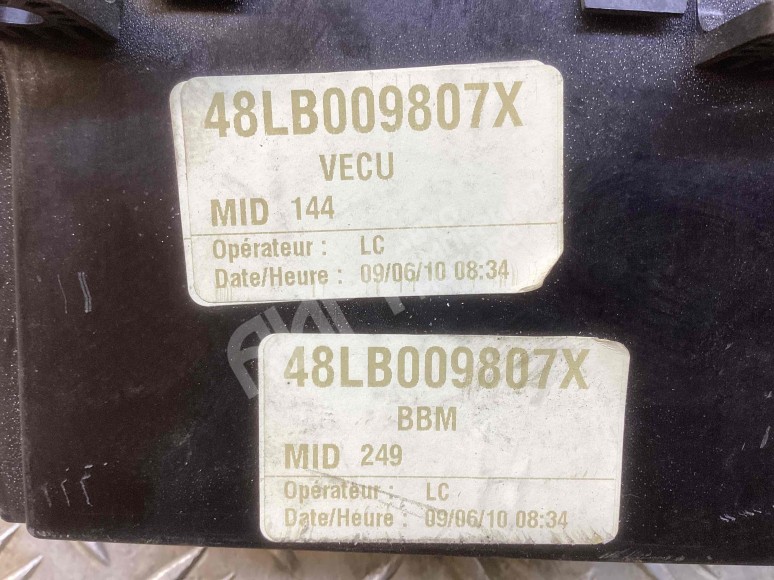 48LB009807X
VECU
MID 144
Opérateur : LC
Date/Heure : 09/06/10 08:34
48LB009807X
BBM
MID 249
Opérateur : LC
Date/Heure : 09/06/10 08:34